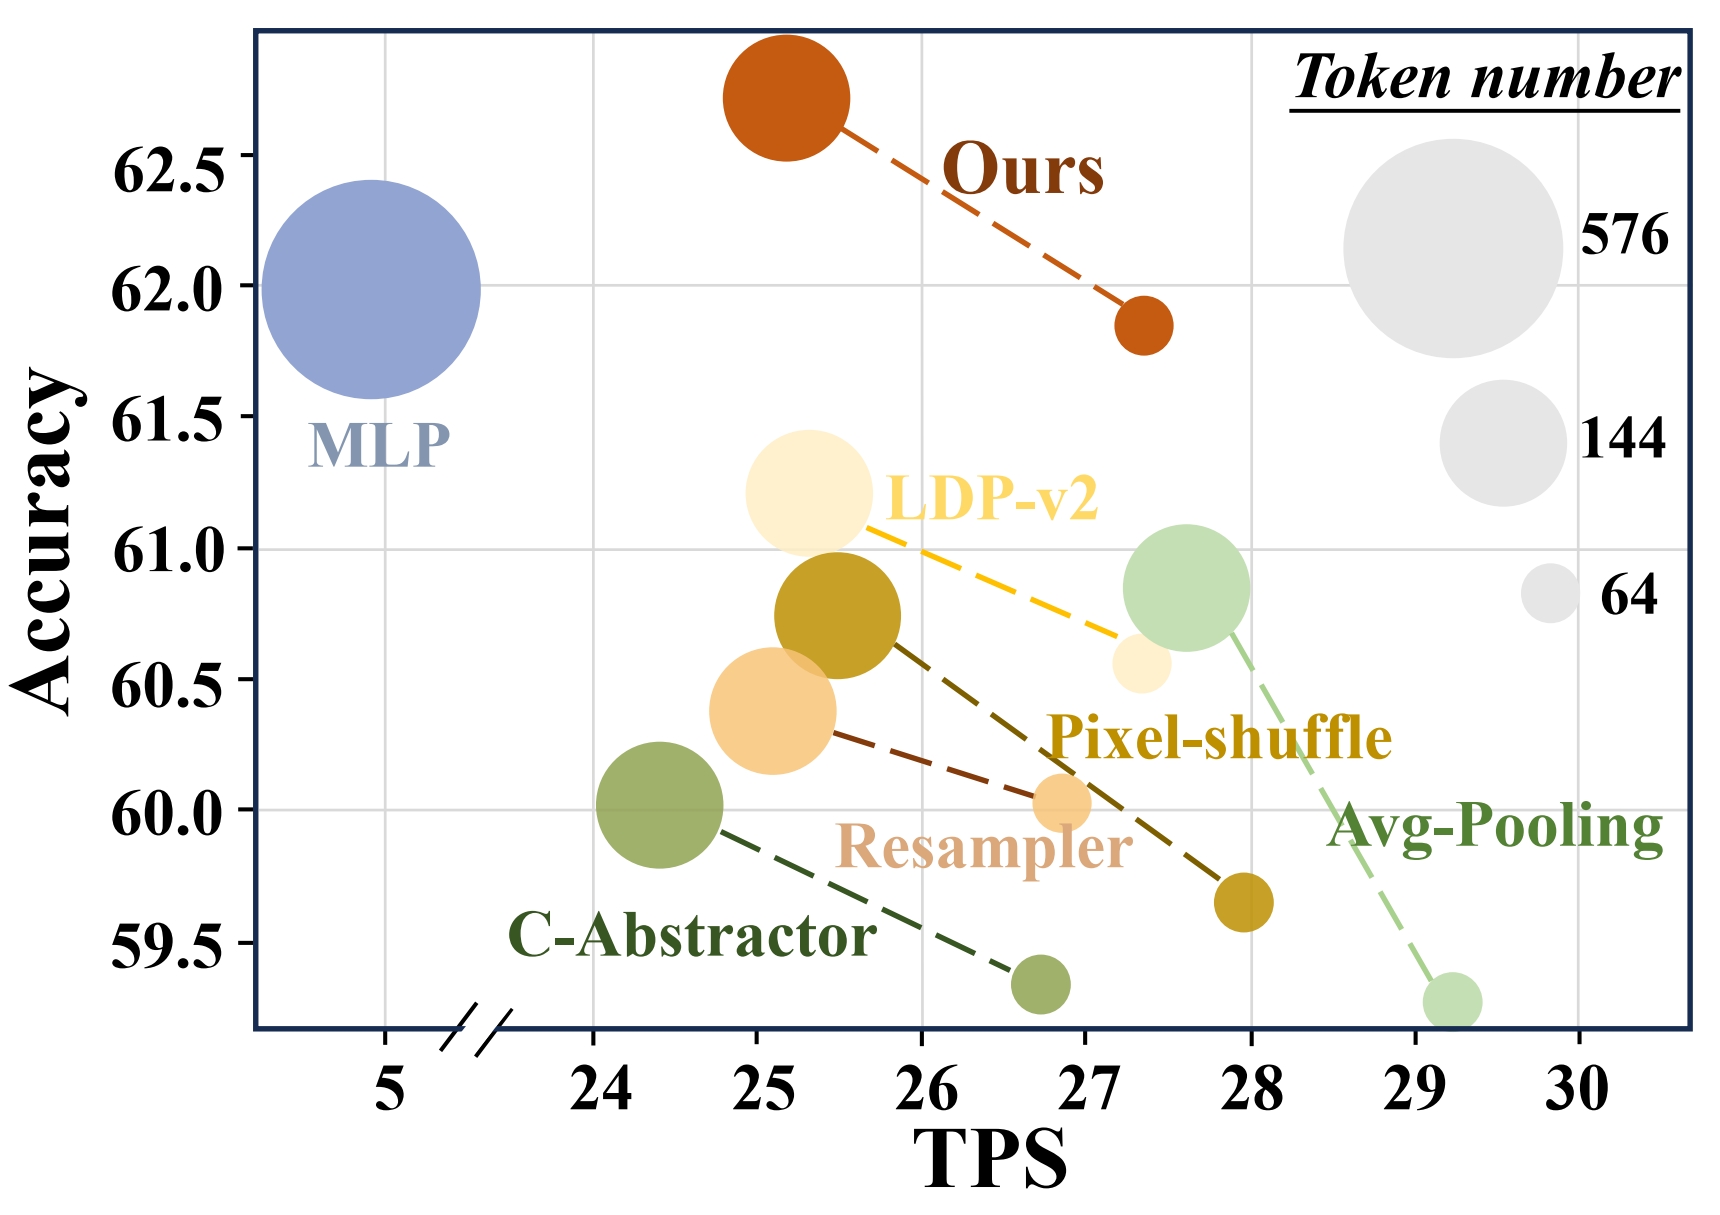 Token number
576
144
64
Accuracy
62.5
62.0
61.5
61.0
60.5
60.0
59.5
Ours
MLP
LDP-v2
Pixel-shuffle
Avg-Pooling
Resampler
C-Abstractor
5 24 25 26 27 28 29 30
TPS